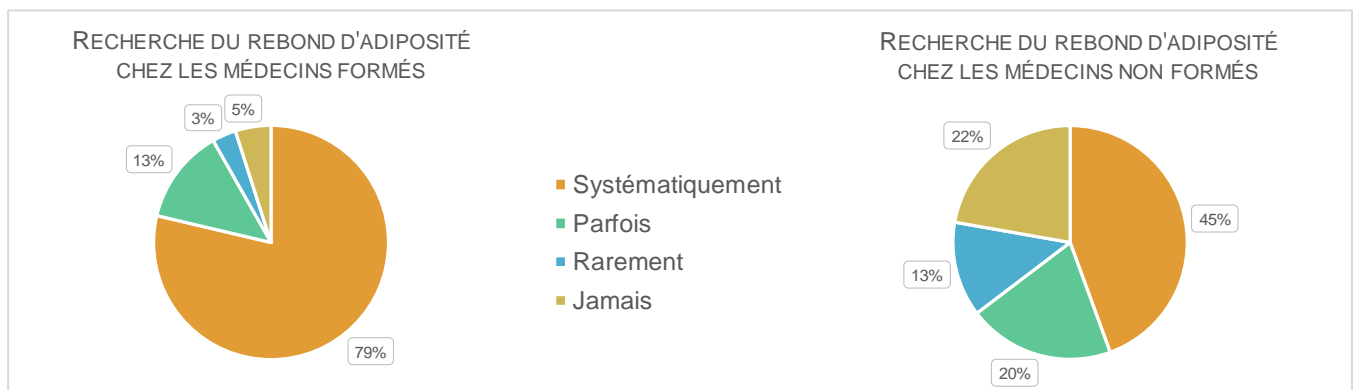 RECHERCHE DU REBOND D'ADIPOSITÉ
CHEZ LES MÉDECINS FORMÉS
5%
3%
13%
79%
Systématiquement
Parfois
Rarement
Jamais
RECHERCHE DU REBOND D'ADIPOSITÉ
CHEZ LES MÉDECINS NON FORMÉS
22%
45%
13%
20%